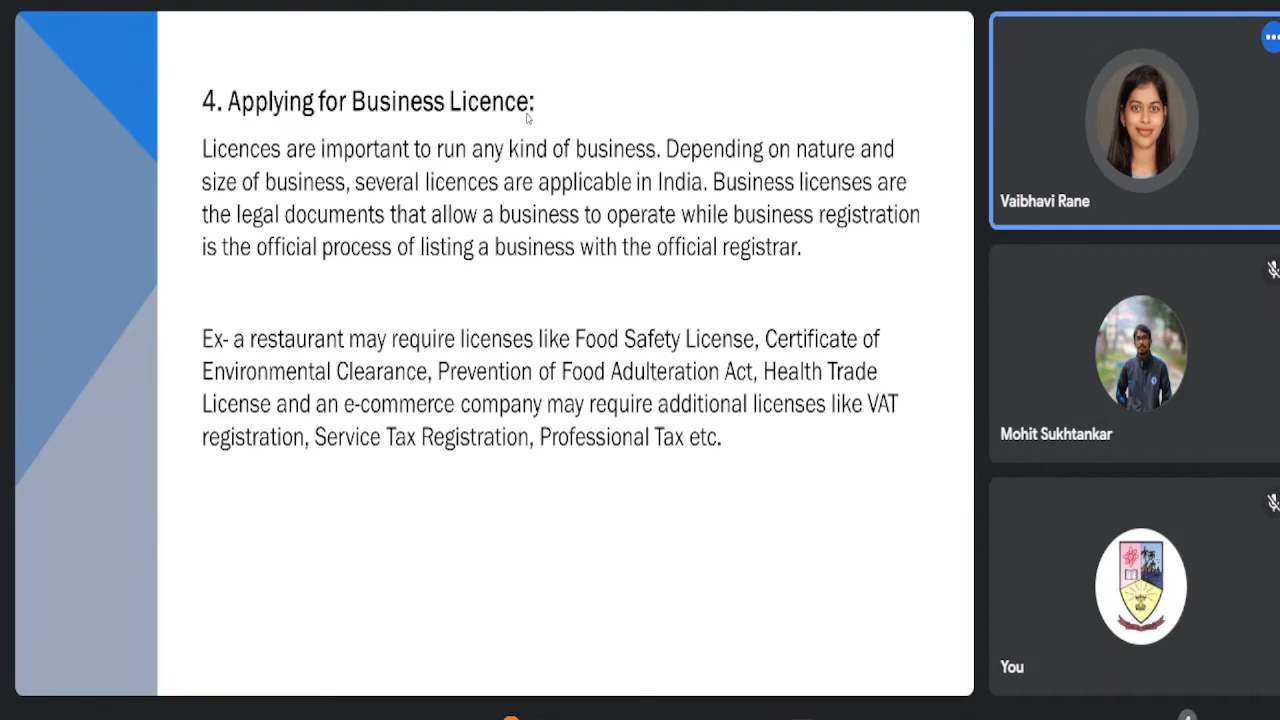 4. Applying for Business Licence:
Licences are important to run any kind of business. Depending on nature and
size of business, several licences are applicable in India. Business licenses are
the legal documents that allow a business to operate while business registration
is the official process of listing a business with the official registrar.
Ex- a restaurant may require licenses like Food Safety License, Certificate of
Environmental Clearance, Prevention of Food Adulteration Act, Health Trade
License and an e-commerce company may require additional licenses like VAT
registration, Service Tax Registration, Professional Tax etc.
Vaibhavi Rane
Mohit Sukhtankar
You